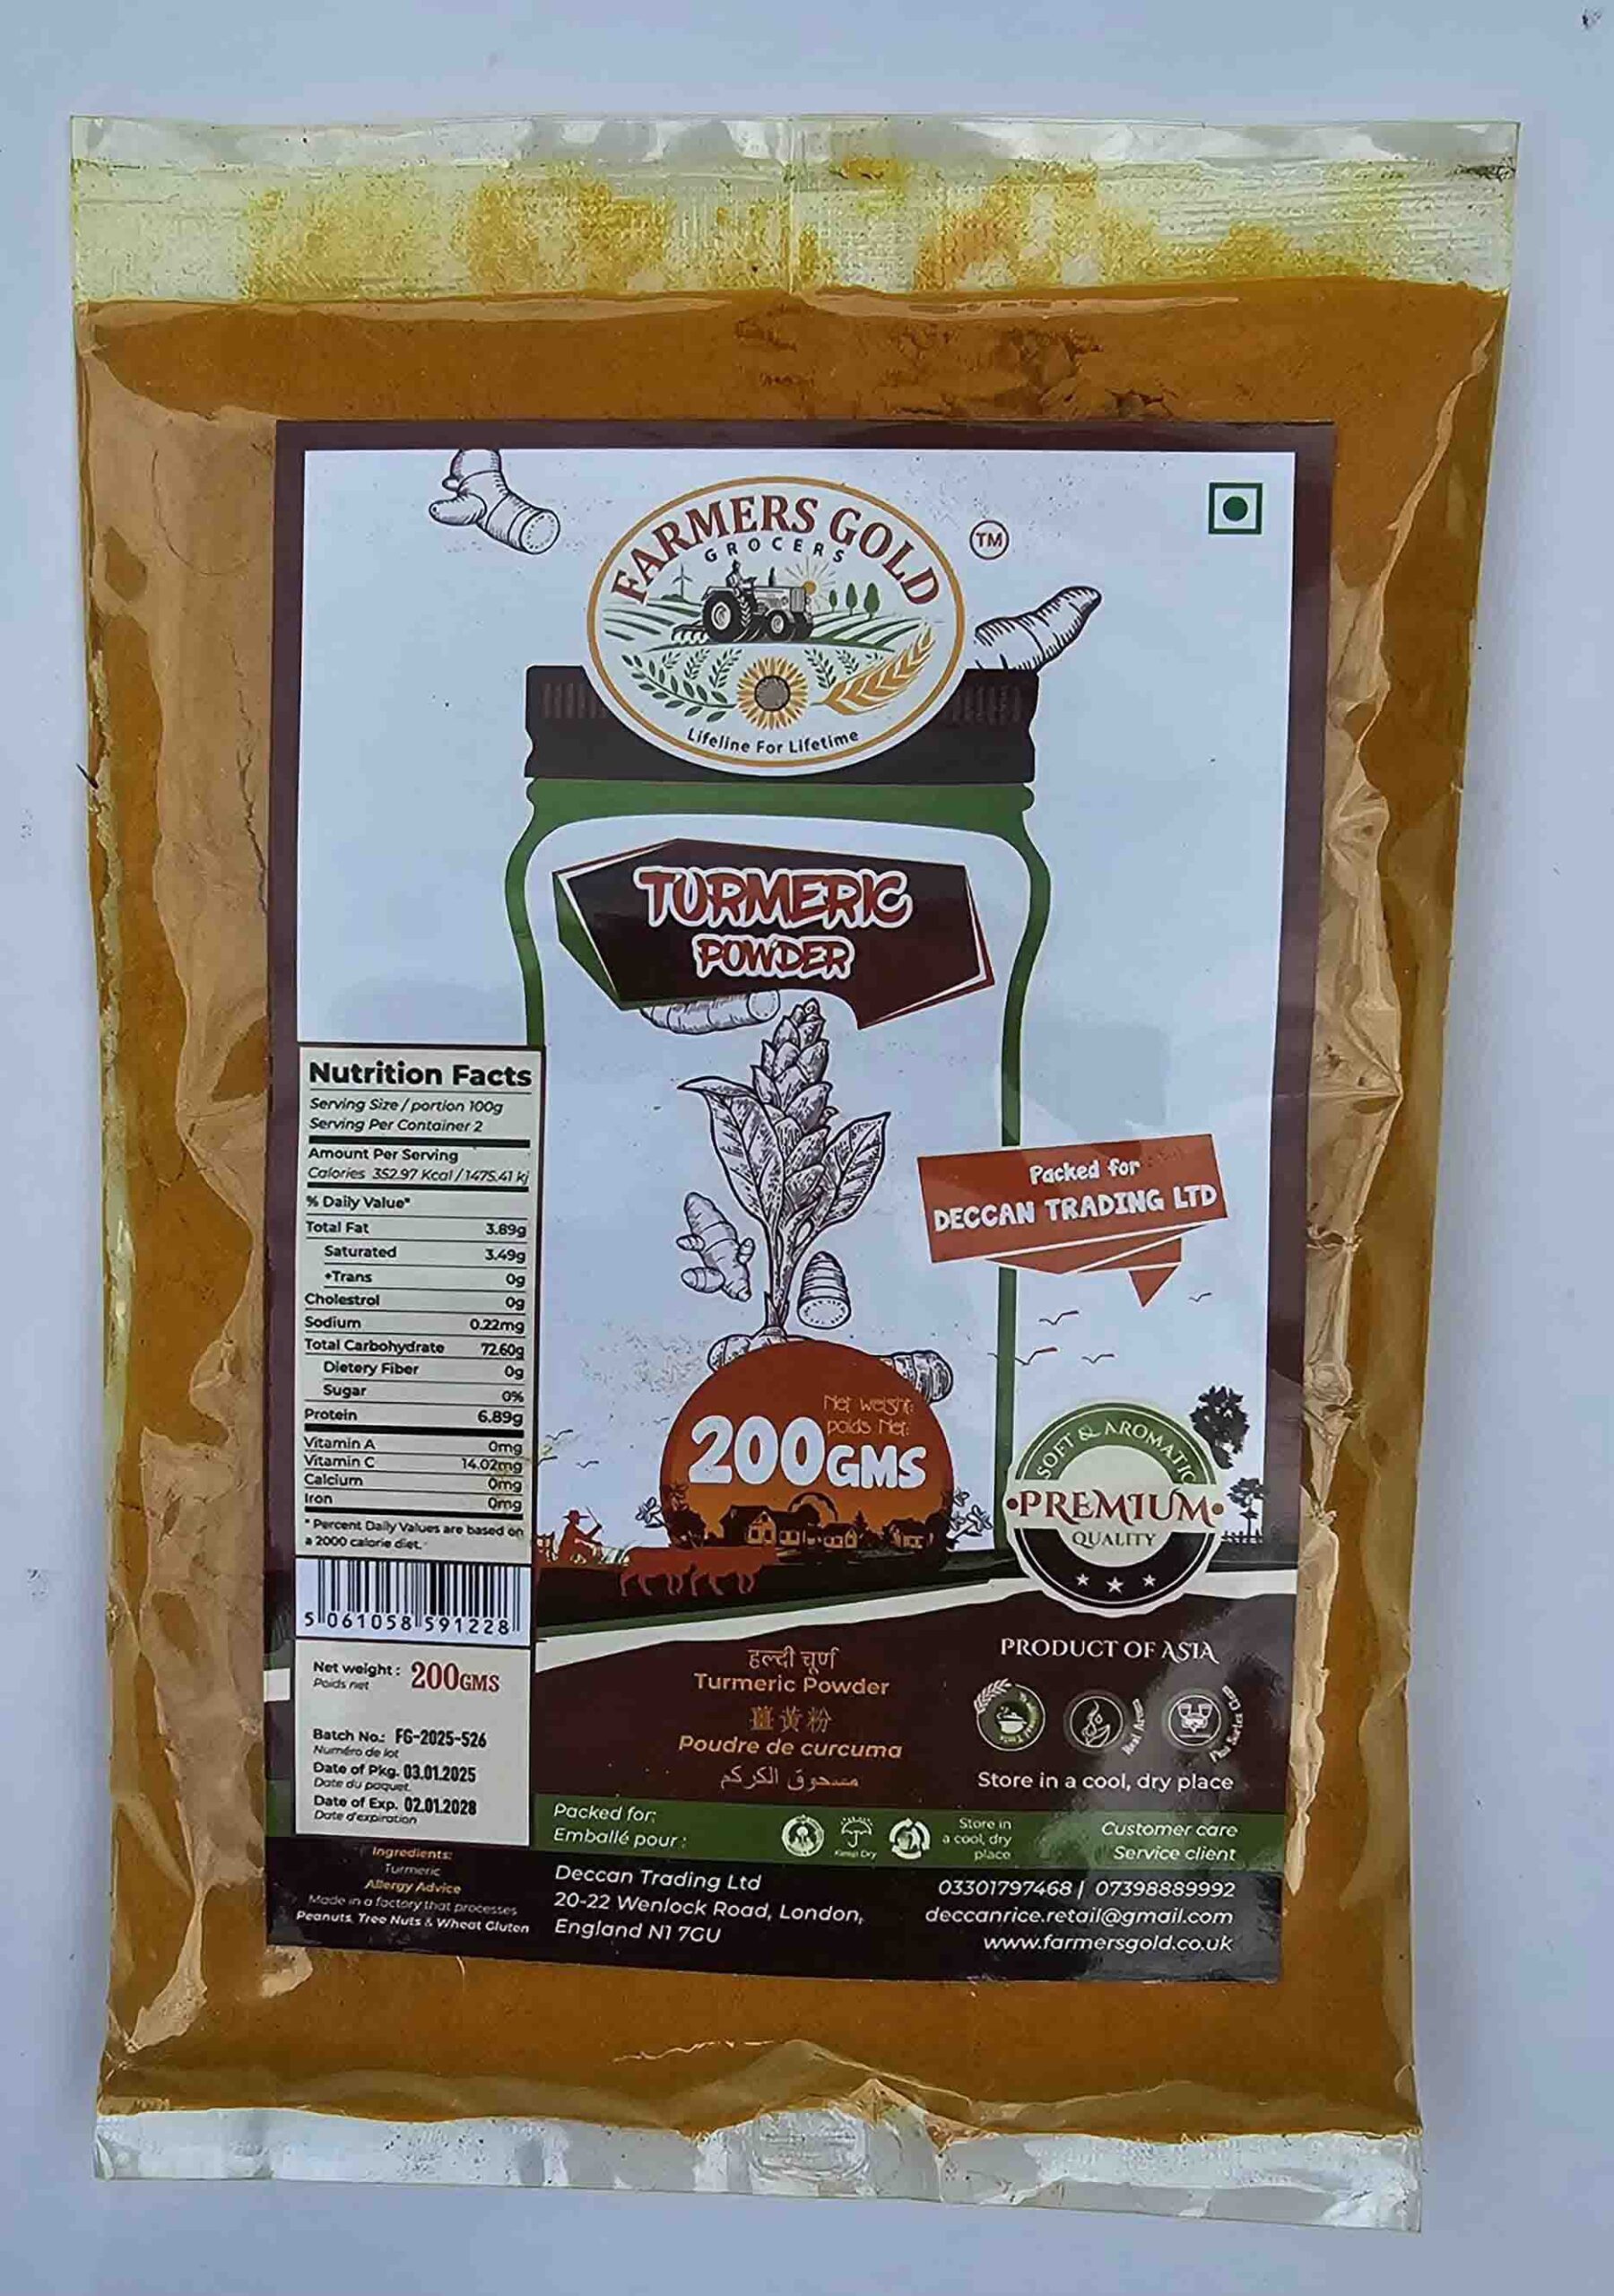 FARMERS GOLD
GROCERS
TM
Lifeline For Lifetime
TURMERIC
POWDER
Nutrition Facts
Serving Size / portion 100g
Serving Per Container 2
Amount Per Serving
Calories 352.97 Kcal / 1475.41 kj
% Daily Value*
Total Fat 3.89g
Saturated 3.49g
+Trans 0g
Cholestrol 0g
Sodium 0.22mg
Total Carbohydrate 72.60g
Dietery Fiber 0g
Sugar 0%
Protein 6.89g
Vitamin A 0mg
Vitamin C 14.02mg
Calcium 0mg
Iron 0mg
* Percent Daily Values are based on
a 2000 calorie diet.
5 061058 591228
Packed for
DECCAN TRADING LTD
Net weight:
poids Net:
200GMS
SOFT & AROMATIC
PREMIUM
QUALITY
Net weight : 200GMS
Poids net
Batch No.: FG-2025-526
Numéro de lot
Date of Pkg. 03.01.2025
Date du paquet.
Date of Exp. 02.01.2028
Date d'expiration
Ingredients:
Turmeric
Allergy Advice
Made in a factory that processes
Peanuts, Tree Nuts & Wheat Gluten
हल्दी चूर्ण
Turmeric Powder
薑黃粉
Poudre de curcuma
مسحوق الكركم
PRODUCT OF ASIA
Real Aroma
Store in a cool, dry place
Packed for;
Emballé pour :
Keep Dry
Store in
a cool, dry
place
Customer care
Service client
Deccan Trading Ltd
20-22 Wenlock Road, London,
England N1 7GU
03301797468 | 07398889992
deccanrice.retail@gmail.com
www.farmersgold.co.uk